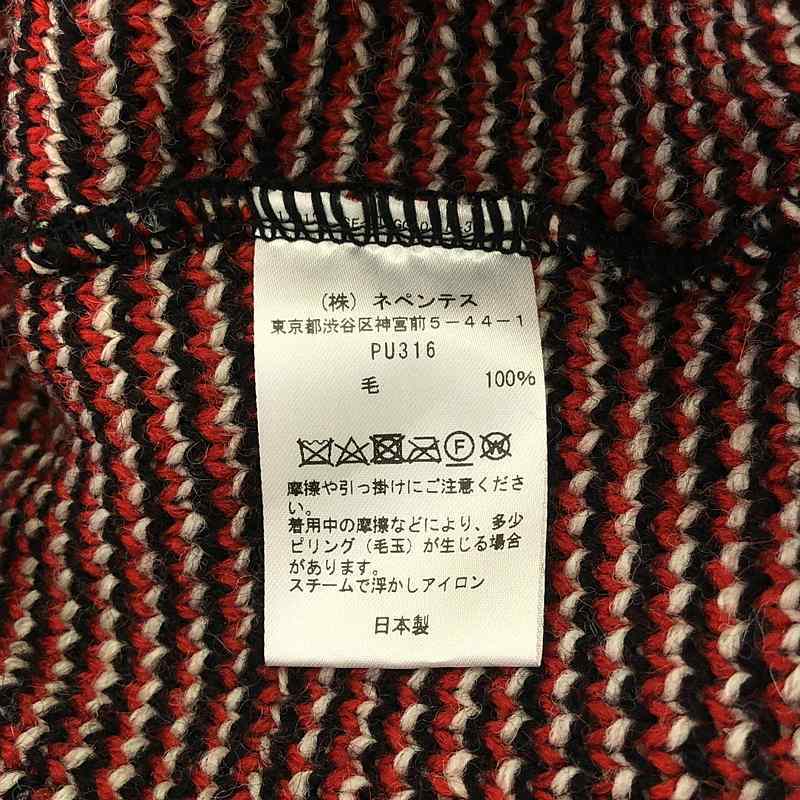 (株) ネペンテス
東京都渋谷区神宮前5-44-1
PU316
毛 100%
F W
摩擦や引っ掛けにご注意くださ
い。
着用中の摩擦などにより、多少
ピリング(毛玉)が生じる場合
があります。
スチームで浮かしアイロン
日本製